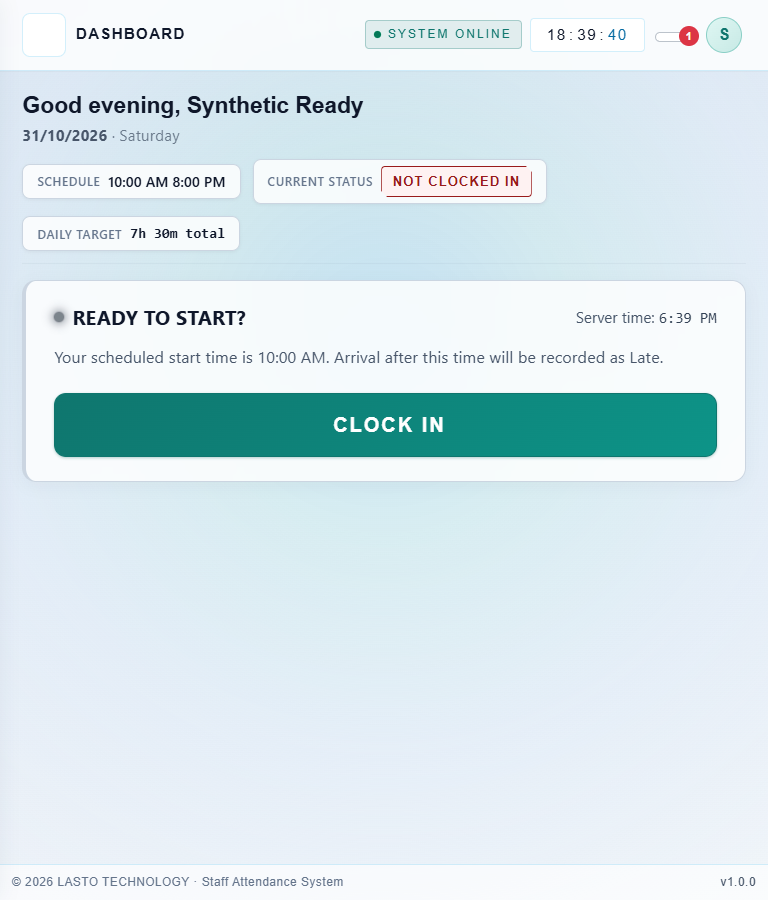 DASHBOARD
SYSTEM ONLINE
18:39:40
1
S
Good evening, Synthetic Ready
31/10/2026 · Saturday
SCHEDULE 10:00 AM 8:00 PM
CURRENT STATUS NOT CLOCKED IN
DAILY TARGET 7h 30m total
READY TO START?
Server time: 6:39 PM
Your scheduled start time is 10:00 AM. Arrival after this time will be recorded as Late.
CLOCK IN
© 2026 LASTO TECHNOLOGY · Staff Attendance System
v1.0.0